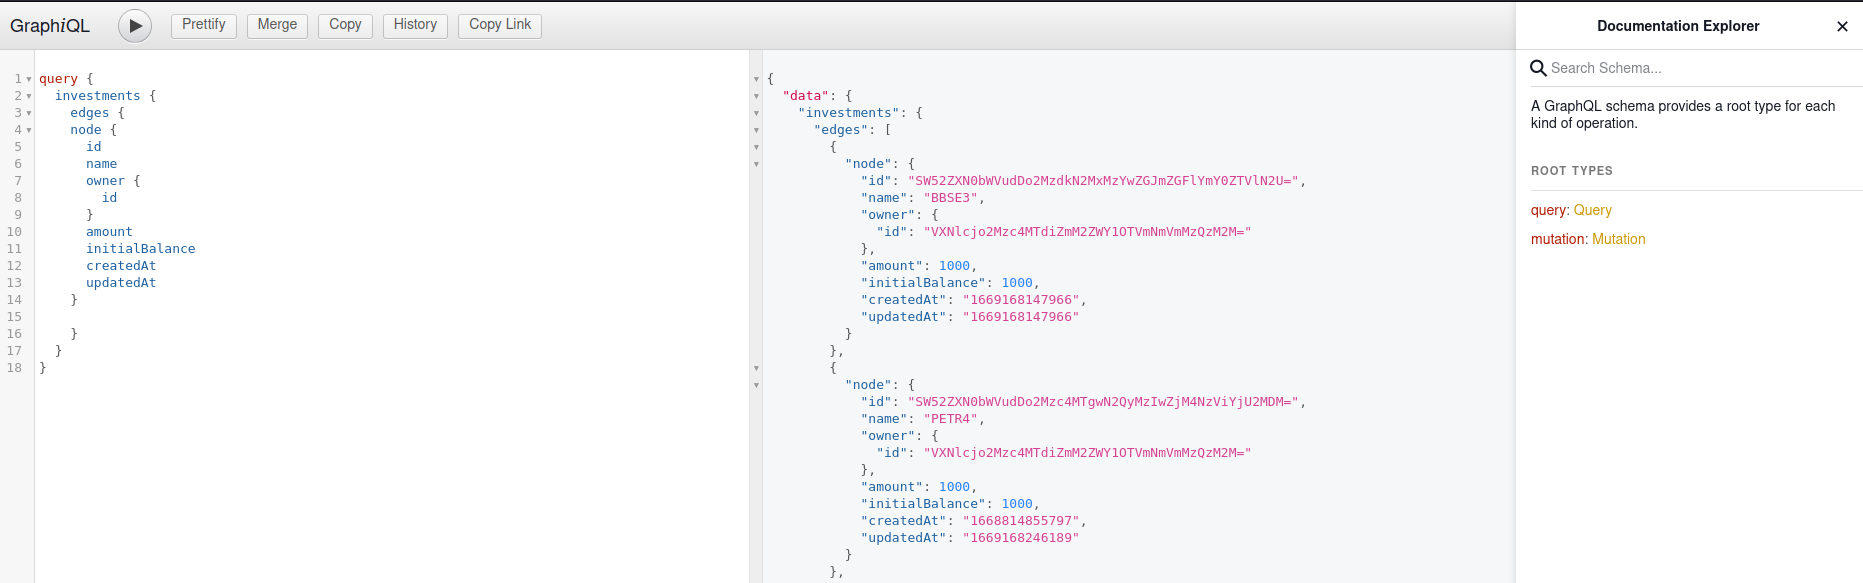 GraphiQL Prettify Merge Copy History Copy Link
1 query {
2 investments {
3 edges {
4 node {
5 id
6 name
7 owner {
8 id
9 }
10 amount
11 initialBalance
12 createdAt
13 updatedAt
14 }
15
16 }
17 }
18 }
{
"data": {
"investments": {
"edges": [
{
"node": {
"id": "SW52ZXN0bWVudDo2MzdkN2MxMzYwZGJmZGFlYmY0ZTVlN2U=",
"name": "BBSE3",
"owner": {
"id": "VXNlcjo2Mzc4MTdiZmM2ZWY1OTVmNmVmMzQzM2M="
},
"amount": 1000,
"initialBalance": 1000,
"createdAt": "1669168147966",
"updatedAt": "1669168147966"
}
},
{
"node": {
"id": "SW52ZXN0bWVudDo2Mzc4MTgwN2QyMzIwZjM4NzViYjU2MDM=",
"name": "PETR4",
"owner": {
"id": "VXNlcjo2Mzc4MTdiZmM2ZWY1OTVmNmVmMzQzM2M="
},
"amount": 1000,
"initialBalance": 1000,
"createdAt": "1668814855797",
"updatedAt": "1669168246189"
}
},
Documentation Explorer
Search Schema...
A GraphQL schema provides a root type for each
kind of operation.
ROOT TYPES
query: Query
mutation: Mutation